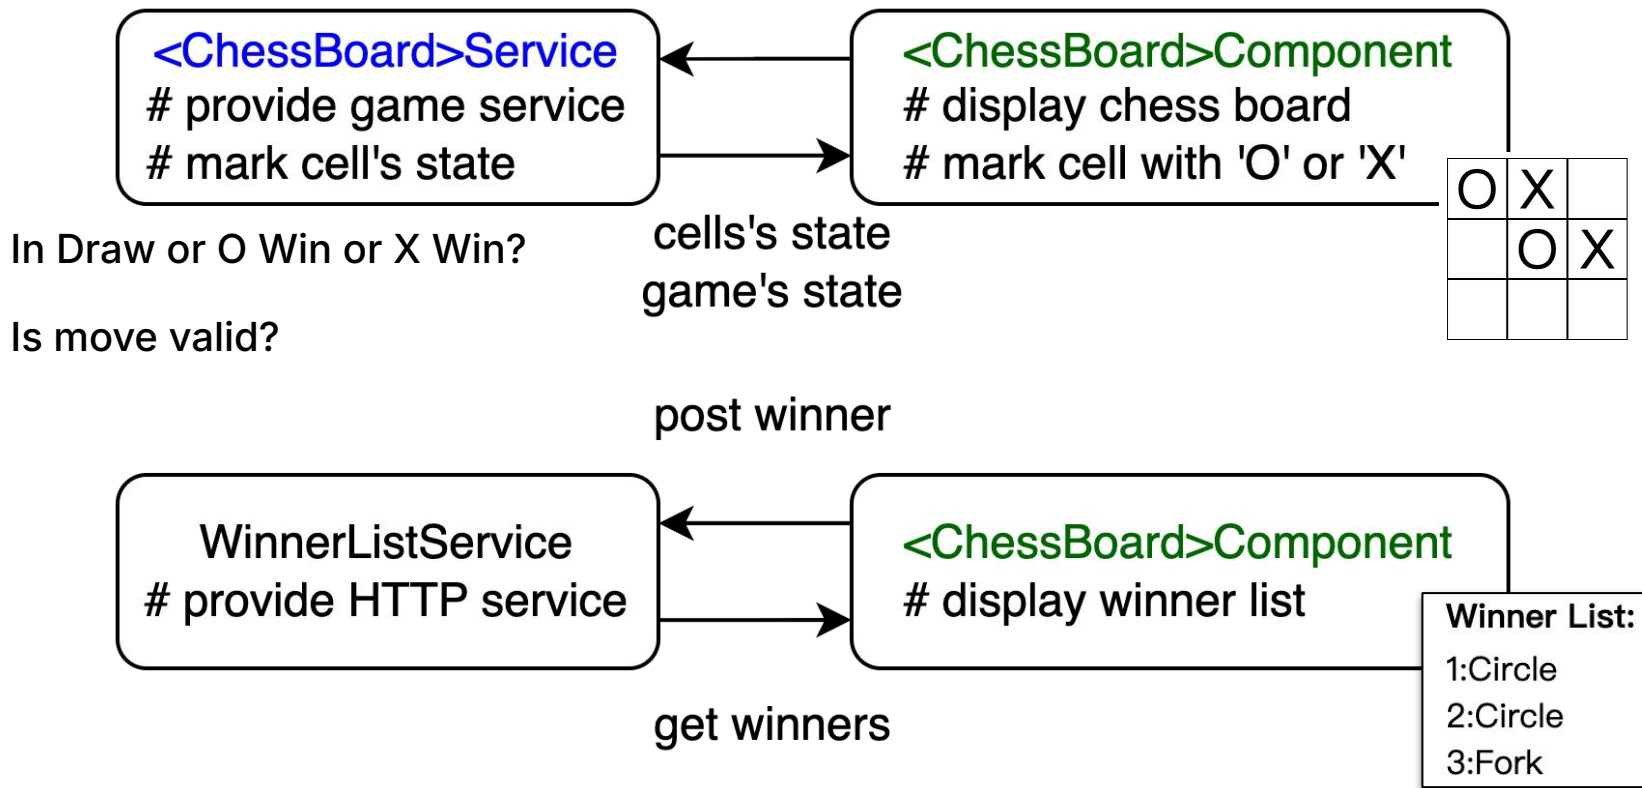 <ChessBoard>Service
# provide game service
# mark cell's state
<ChessBoard>Component
# display chess board
# mark cell with 'O' or 'X'
O X
O X
In Draw or O Win or X Win?
Is move valid?
cells's state
game's state
post winner
WinnerListService
# provide HTTP service
<ChessBoard>Component
# display winner list
Winner List:
1:Circle
2:Circle
3:Fork
get winners